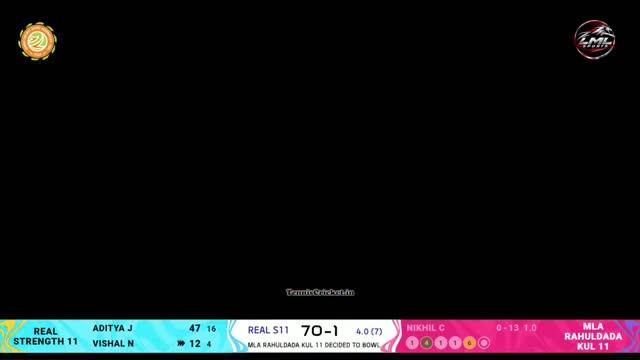 LML
SPORTS
TennisCricket.in
REAL
STRENGTH 11
ADITYA J 47 16
VISHAL N 12 4
REAL S11 70-1 4.0 (7)
MLA RAHULDADA KUL 11 DECIDED TO BOWL
NIKHIL C 0-13 1.0
1 4 1 1 6
MLA
RAHULDADA
KUL 11